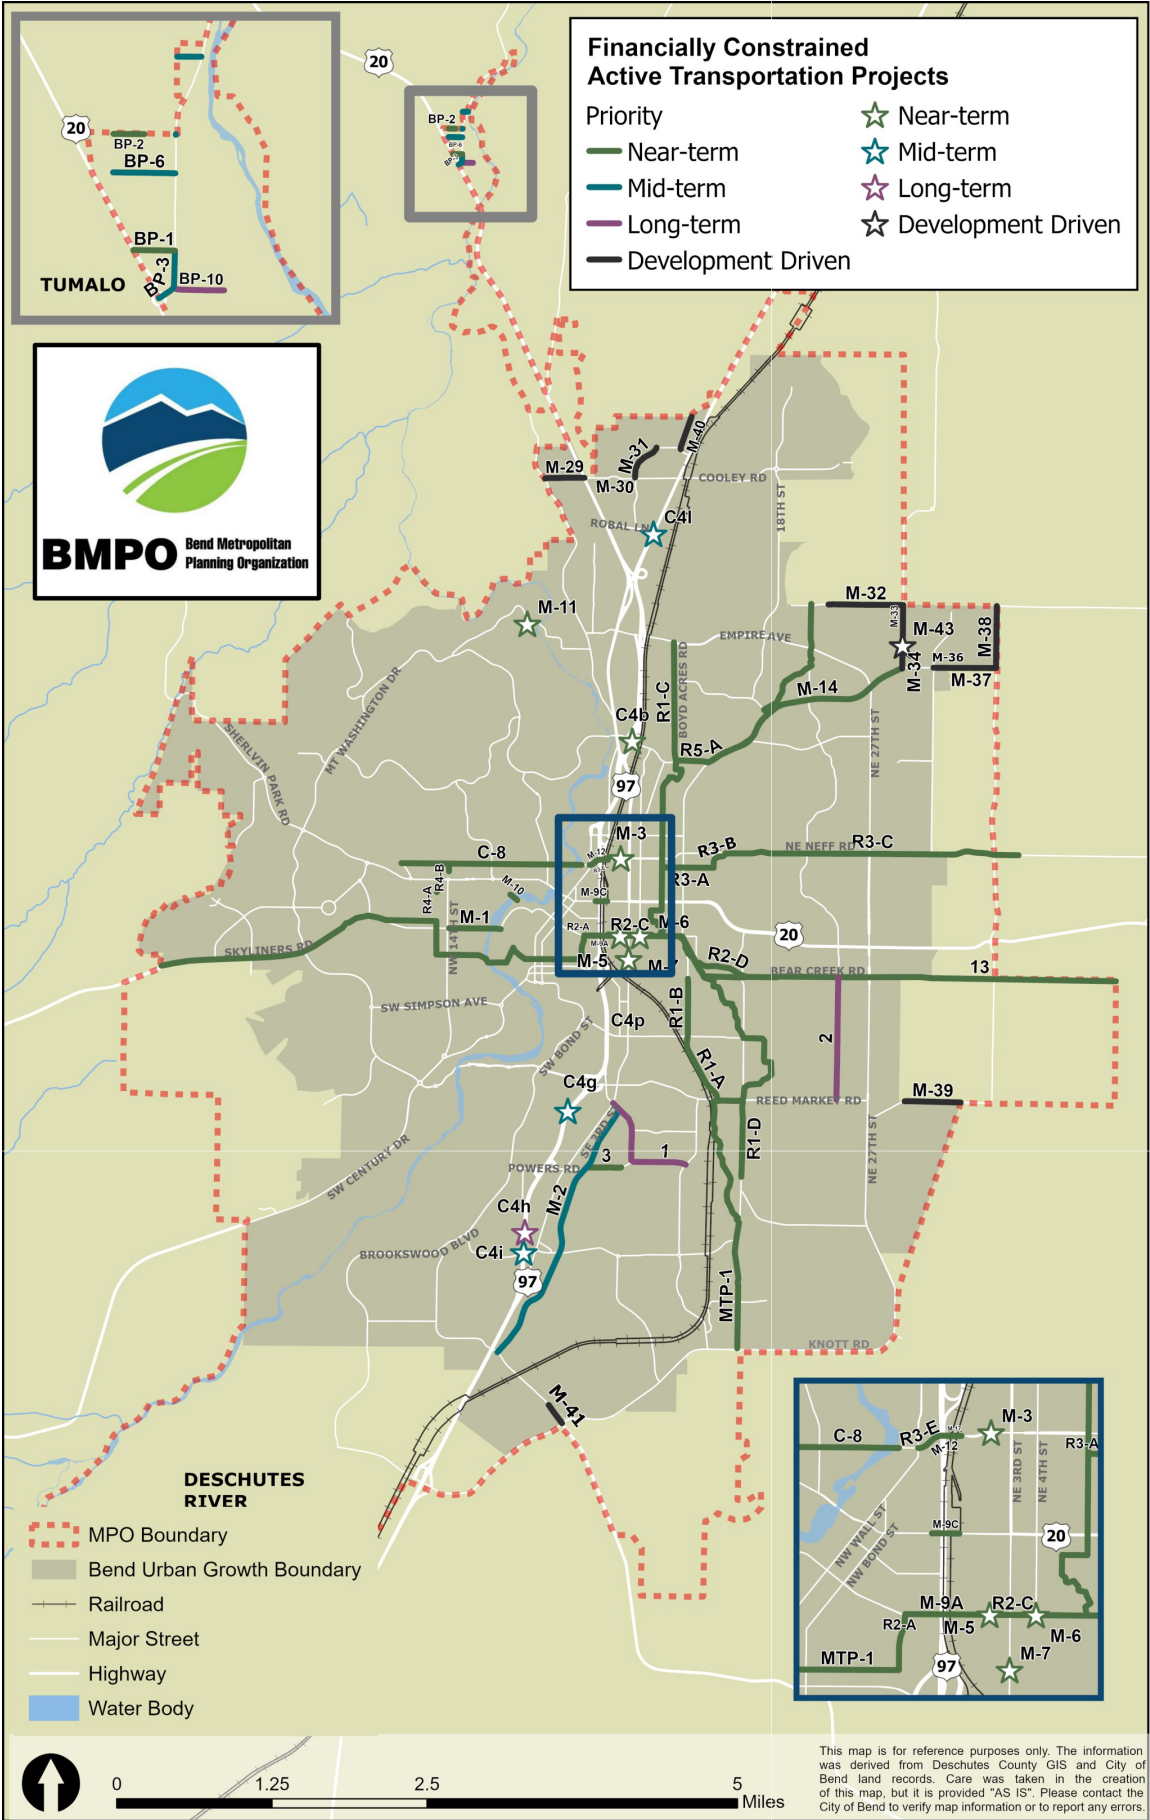 Financially Constrained
Active Transportation Projects
Priority
Near-term
Mid-term
Long-term
Development Driven
Near-term
Mid-term
Long-term
Development Driven
20
BP-2
BP-6
BP-1
BP-3
BP-10
TUMALO
20
BP-2
BP-6
BMPO
Bend Metropolitan
Planning Organization
M-29
M-30
M-31
M-40
COOLEY RD
ROBAL LN
C4l
18TH ST
M-11
M-32
M-33
M-43
M-38
M-34
M-36
M-37
EMPIRE AVE
BOYD ACRES RD
R1-C
M-14
C4b
R5-A
NE 27TH ST
MT WASHINGTON DR
SHERLVIN PARK RD
97
M-3
M-12
C-8
R3-B
NE NEFF RD
R3-C
R3-A
R4-B
R4-A
M-10
M-9C
M-1
R2-A
R2-C
M-6
M-9A
M-5
M-7
NW 14TH ST
SKYLINERS RD
20
R2-D
BEAR CREEK RD
13
SW SIMPSON AVE
R1-B
C4p
SW BOND ST
2
C4g
R1-A
REED MARKET RD
M-39
SE 3RD ST
R1-D
NE 27TH ST
3
1
POWERS RD
SW CENTURY DR
M-2
C4h
BROOKSWOOD BLVD
C4i
97
MTP-1
KNOTT RD
M-41
DESCHUTES
RIVER
MPO Boundary
Bend Urban Growth Boundary
Railroad
Major Street
Highway
Water Body
C-8
R3-E
M-12
M-3
R3-A
NE 3RD ST
NE 4TH ST
M-9C
20
NW WALL ST
NW BOND ST
M-9A
R2-C
R2-A
M-5
M-6
MTP-1
97
M-7
0
1.25
2.5
5
Miles
This map is for reference purposes only. The information
was derived from Deschutes County GIS and City of
Bend land records. Care was taken in the creation
of this map, but it is provided "AS IS". Please contact the
City of Bend to verify map information or to report any errors.